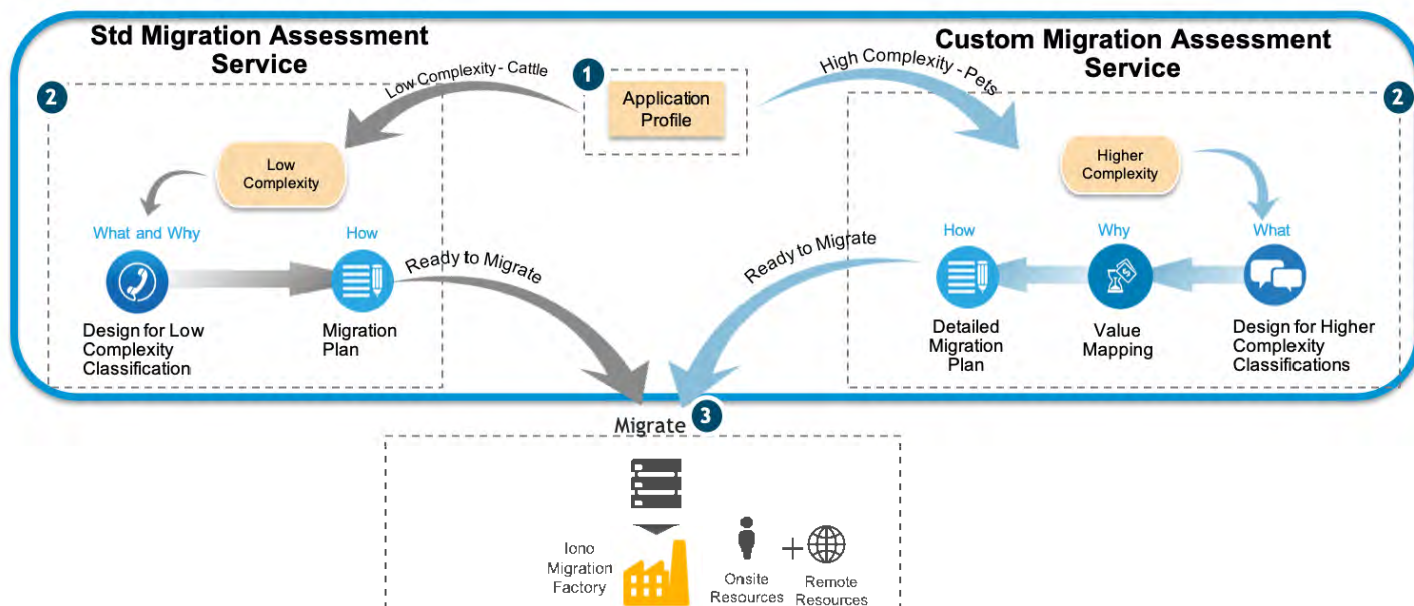 Std Migration Assessment
Service
Custom Migration Assessment
Service
2
Low Complexity - Cattle
1
Application
Profile
High Complexity - Pets
2
Low
Complexity
Higher
Complexity
What and Why
How
Ready to Migrate
Ready to Migrate
How
Why
What
Design for Low
Complexity
Classification
Migration
Plan
Detailed
Migration
Plan
Value
Mapping
Design for Higher
Complexity
Classifications
Migrate
3
Iono
Migration
Factory
Onsite
Resources
+
Remote
Resources